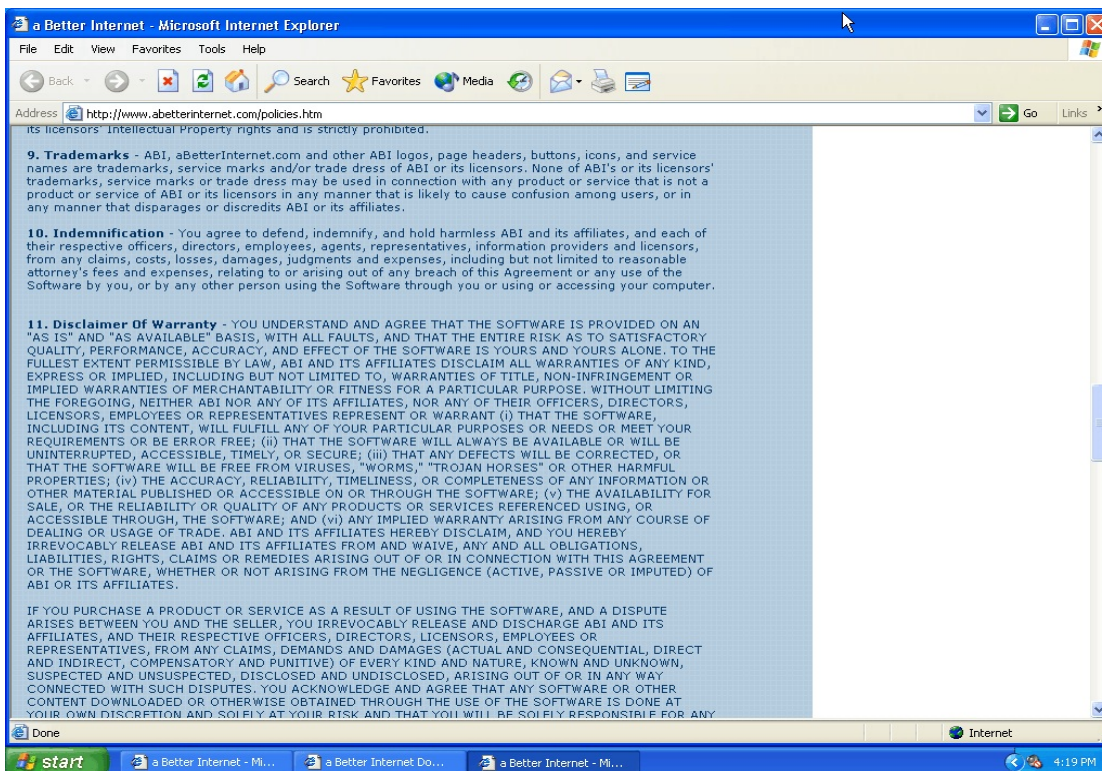 a Better Internet - Microsoft Internet Explorer
File Edit View Favorites Tools Help
Back Search Favorites Media
Address http://www.abetterinternet.com/policies.htm Go Links
its licensors' Intellectual Property rights and is strictly prohibited.
9. Trademarks - ABI, aBetterInternet.com and other ABI logos, page headers, buttons, icons, and service
names are trademarks, service marks and/or trade dress of ABI or its licensors. None of ABI's or its licensors'
trademarks, service marks or trade dress may be used in connection with any product or service that is not a
product or service of ABI or its licensors in any manner that is likely to cause confusion among users, or in
any manner that disparages or discredits ABI or its affiliates.
10. Indemnification - You agree to defend, indemnify, and hold harmless ABI and its affiliates, and each of
their respective officers, directors, employees, agents, representatives, information providers and licensors,
from any claims, costs, losses, damages, judgments and expenses, including but not limited to reasonable
attorney's fees and expenses, relating to or arising out of any breach of this Agreement or any use of the
Software by you, or by any other person using the Software through you or using or accessing your computer.
11. Disclaimer Of Warranty - YOU UNDERSTAND AND AGREE THAT THE SOFTWARE IS PROVIDED ON AN
"AS IS" AND "AS AVAILABLE" BASIS, WITH ALL FAULTS, AND THAT THE ENTIRE RISK AS TO SATISFACTORY
QUALITY, PERFORMANCE, ACCURACY, AND EFFECT OF THE SOFTWARE IS YOURS AND YOURS ALONE. TO THE
FULLEST EXTENT PERMISSIBLE BY LAW, ABI AND ITS AFFILIATES DISCLAIM ALL WARRANTIES OF ANY KIND,
EXPRESS OR IMPLIED, INCLUDING BUT NOT LIMITED TO, WARRANTIES OF TITLE, NON-INFRINGEMENT OR
IMPLIED WARRANTIES OF MERCHANTABILITY OR FITNESS FOR A PARTICULAR PURPOSE. WITHOUT LIMITING
THE FOREGOING, NEITHER ABI NOR ANY OF ITS AFFILIATES, NOR ANY OF THEIR OFFICERS, DIRECTORS,
LICENSORS, EMPLOYEES OR REPRESENTATIVES REPRESENT OR WARRANT (i) THAT THE SOFTWARE,
INCLUDING ITS CONTENT, WILL FULFILL ANY OF YOUR PARTICULAR PURPOSES OR NEEDS OR MEET YOUR
REQUIREMENTS OR BE ERROR FREE; (ii) THAT THE SOFTWARE WILL ALWAYS BE AVAILABLE OR WILL BE
UNINTERRUPTED, ACCESSIBLE, TIMELY, OR SECURE; (iii) THAT ANY DEFECTS WILL BE CORRECTED, OR
THAT THE SOFTWARE WILL BE FREE FROM VIRUSES, "WORMS," "TROJAN HORSES" OR OTHER HARMFUL
PROPERTIES; (iv) THE ACCURACY, RELIABILITY, TIMELINESS, OR COMPLETENESS OF ANY INFORMATION OR
OTHER MATERIAL PUBLISHED OR ACCESSIBLE ON OR THROUGH THE SOFTWARE; (v) THE AVAILABILITY FOR
SALE, OR THE RELIABILITY OR QUALITY OF ANY PRODUCTS OR SERVICES REFERENCED USING, OR
ACCESSIBLE THROUGH, THE SOFTWARE; AND (vi) ANY IMPLIED WARRANTY ARISING FROM ANY COURSE OF
DEALING OR USAGE OF TRADE. ABI AND ITS AFFILIATES HEREBY DISCLAIM, AND YOU HEREBY
IRREVOCABLY RELEASE ABI AND ITS AFFILIATES FROM AND WAIVE, ANY AND ALL OBLIGATIONS,
LIABILITIES, RIGHTS, CLAIMS OR REMEDIES ARISING OUT OF OR IN CONNECTION WITH THIS AGREEMENT
OR THE SOFTWARE, WHETHER OR NOT ARISING FROM THE NEGLIGENCE (ACTIVE, PASSIVE OR IMPUTED) OF
ABI OR ITS AFFILIATES.
IF YOU PURCHASE A PRODUCT OR SERVICE AS A RESULT OF USING THE SOFTWARE, AND A DISPUTE
ARISES BETWEEN YOU AND THE SELLER, YOU IRREVOCABLY RELEASE AND DISCHARGE ABI AND ITS
AFFILIATES, AND THEIR RESPECTIVE OFFICERS, DIRECTORS, LICENSORS, EMPLOYEES OR
REPRESENTATIVES, FROM ANY CLAIMS, DEMANDS AND DAMAGES (ACTUAL AND CONSEQUENTIAL, DIRECT
AND INDIRECT, COMPENSATORY AND PUNITIVE) OF EVERY KIND AND NATURE, KNOWN AND UNKNOWN,
SUSPECTED AND UNSUSPECTED, DISCLOSED AND UNDISCLOSED, ARISING OUT OF OR IN ANY WAY
CONNECTED WITH SUCH DISPUTES. YOU ACKNOWLEDGE AND AGREE THAT ANY SOFTWARE OR OTHER
CONTENT DOWNLOADED OR OTHERWISE OBTAINED THROUGH THE USE OF THE SOFTWARE IS DONE AT
YOUR OWN DISCRETION AND SOLELY AT YOUR RISK AND THAT YOU WILL BE SOLELY RESPONSIBLE FOR ANY
Done Internet
start a Better Internet - Mi... a Better Internet Do... a Better Internet - Mi... 4:19 PM